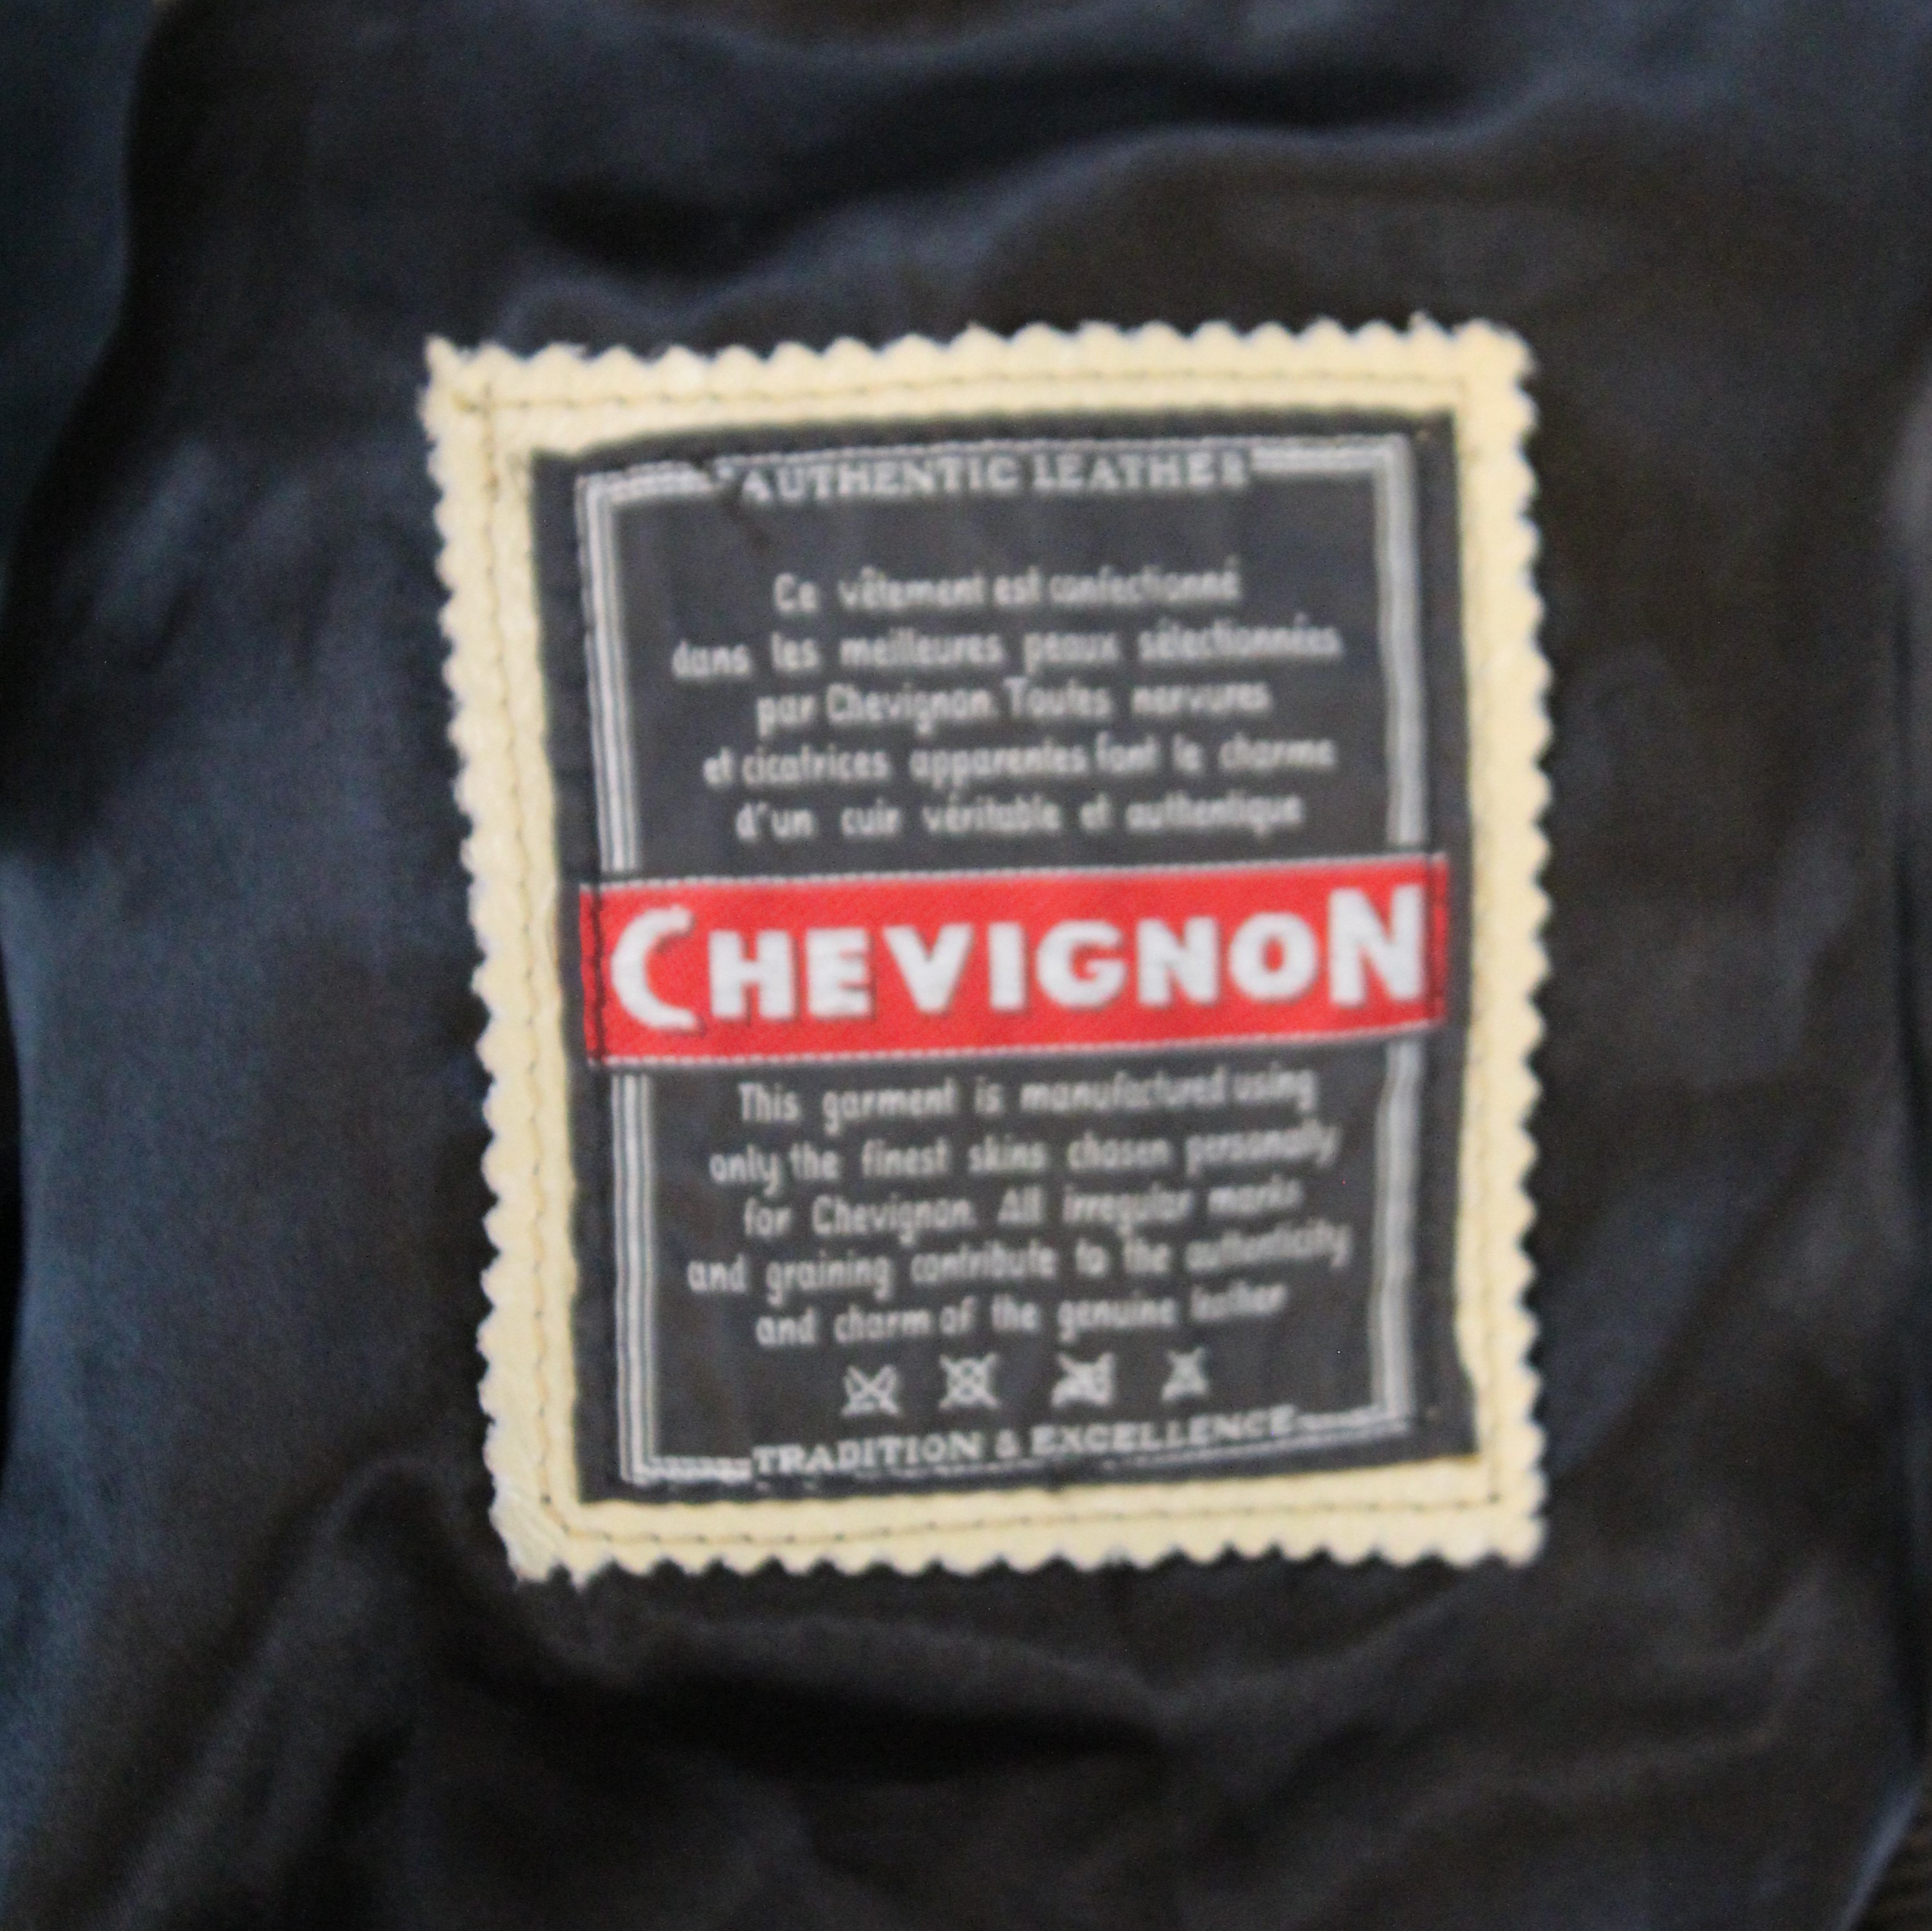 AUTHENTIC LEATHER
Ce vêtement est confectionné
dans les meilleures peaux sélectionnées
par Chevignon. Toutes nervures
et cicatrices apparentes font le charme
d'un cuir véritable et authentique
CHEVIGNON
This garment is manufactured using
only the finest skins chosen personally
for Chevignon. All irregular marks
and graining contribute to the authenticity
and charm of the genuine leather
TRADITION & EXCELLENCE